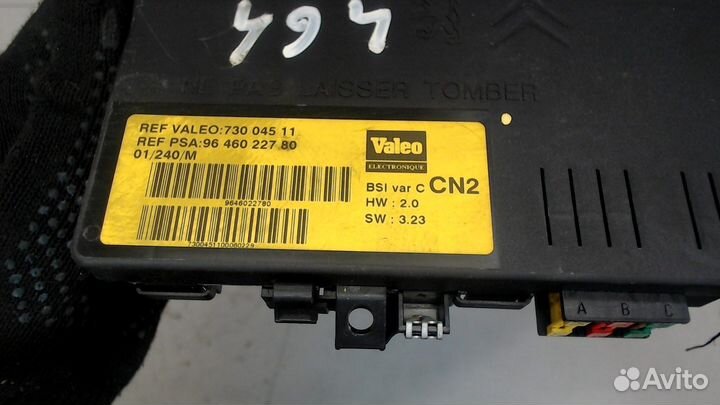 464
NE PAS LAISSER TOMBER
REF VALEO:730 045 11
REF PSA:96 460 227 80
01/240/M
9646022780
Valeo
ELECTRONIQUE
BSI var C CN2
HW : 2.0
SW : 3.23
A B C
Avito